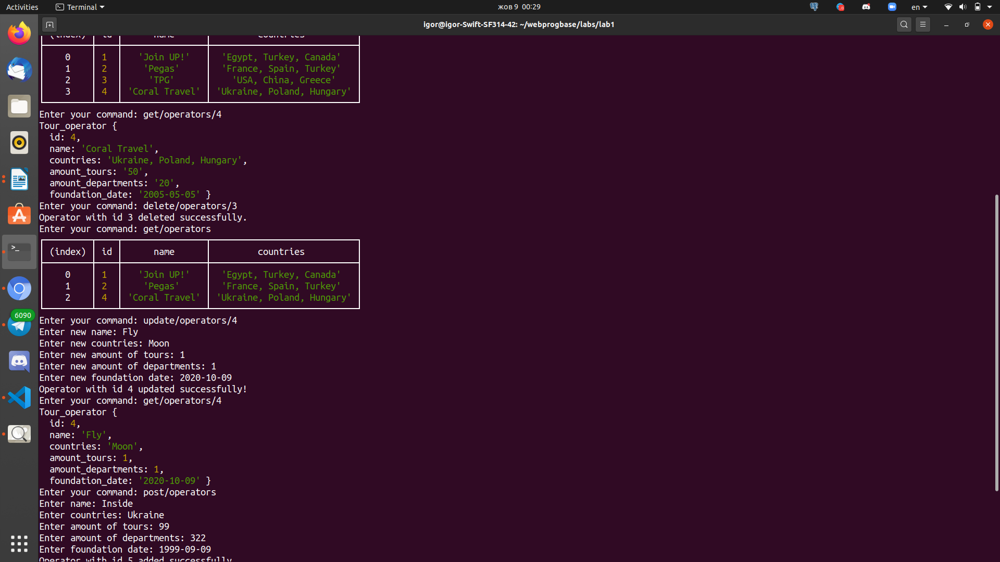 Activities Terminal жов 9 00:29 en
igor@igor-Swift-SF314-42: ~/webprogbase/labs/lab1
(index) id name countries
0 1 'Join UP!' 'Egypt, Turkey, Canada'
1 2 'Pegas' 'France, Spain, Turkey'
2 3 'TPG' 'USA, China, Greece'
3 4 'Coral Travel' 'Ukraine, Poland, Hungary'
Enter your command: get/operators/4
Tour_operator {
id: 4,
name: 'Coral Travel',
countries: 'Ukraine, Poland, Hungary',
amount_tours: '50',
amount_departments: '20',
foundation_date: '2005-05-05' }
Enter your command: delete/operators/3
Operator with id 3 deleted successfully.
Enter your command: get/operators
(index) id name countries
0 1 'Join UP!' 'Egypt, Turkey, Canada'
1 2 'Pegas' 'France, Spain, Turkey'
2 4 'Coral Travel' 'Ukraine, Poland, Hungary'
Enter your command: update/operators/4
Enter new name: Fly
Enter new countries: Moon
Enter new amount of tours: 1
Enter new amount of departments: 1
Enter new foundation date: 2020-10-09
Operator with id 4 updated successfully!
Enter your command: get/operators/4
Tour_operator {
id: 4,
name: 'Fly',
countries: 'Moon',
amount_tours: 1,
amount_departments: 1,
foundation_date: '2020-10-09' }
Enter your command: post/operators
Enter name: Inside
Enter countries: Ukraine
Enter amount of tours: 99
Enter amount of departments: 322
Enter foundation date: 1999-09-09
Operator with id 5 added successfully
6090